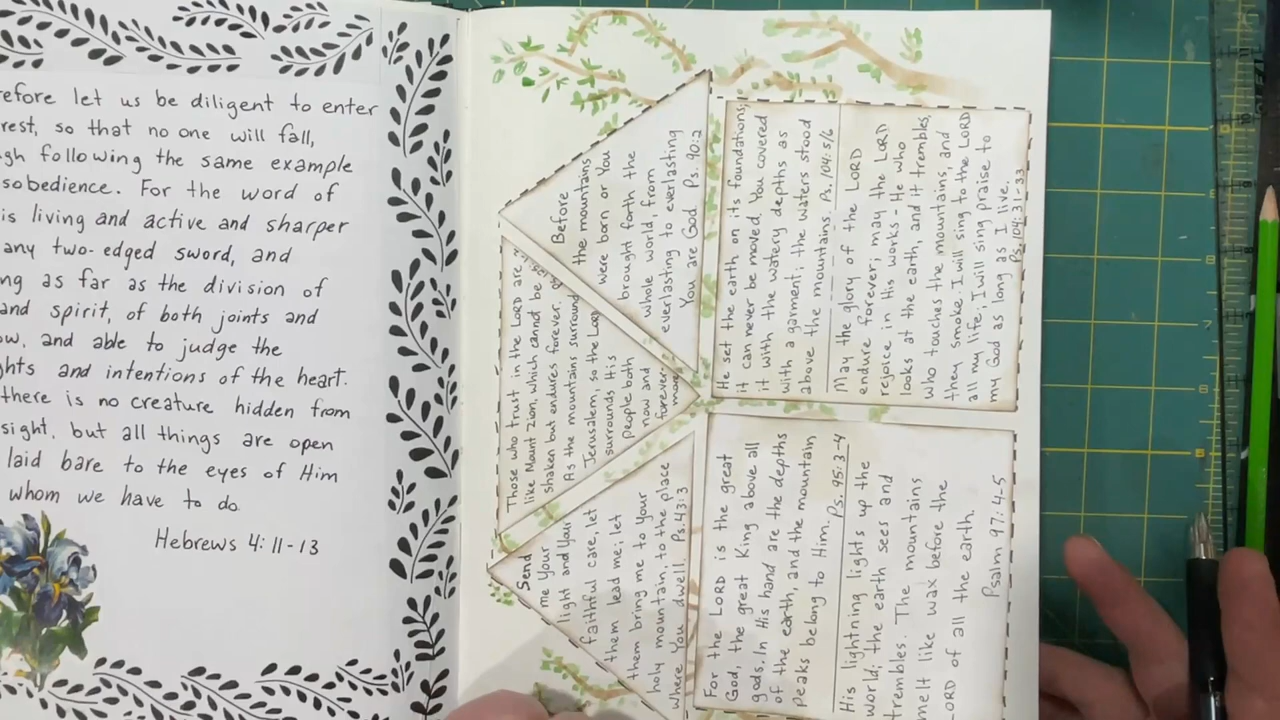 refore let us be diligent to enter
rest, so that no one will fall,
gh following the same example
sobedience. For the word of
is living and active and sharper
any two-edged sword, and
ng as far as the division of
and spirit, of both joints and
ow, and able to judge the
ghts and intentions of the heart.
there is no creature hidden from
sight, but all things are open
laid bare to the eyes of Him
whom we have to do.
Hebrews 4:11-13
Send
me Your
light and Your
faithful care, let
them lead me; let
them bring me to your
holy mountain, to the place
where You dwell. Ps. 43:3
Those who trust in the LORD are
like Mount Zion, which cannot be
shaken but endures forever.
As the mountains surround
Jerusalem, so the LORD
surrounds His
people both
now and
forever
more.
Before
the mountains
were born or You
brought forth the
whole world, from
everlasting to everlasting
You are God Ps. 90:2
For the LORD is the great
God, the great King above all
gods. In His hand are the depths
of the earth, and the mountain
peaks belong to Him. Ps. 95:3-4
His lightning lights up the
world; the earth sees and
trembles. The mountains
melt like wax before the
LORD of all the earth.
Psalm 97:4-5
He set the earth on its foundations;
it can never be moved. You covered
it with the watery depths as
with a garment; the waters stood
above the mountains. Ps. 104:5/6
May the glory of the LORD
endure forever; may the LORD
rejoice in His works - He who
looks at the earth, and it trembles,
who touches the mountains, and
they smoke. I will sing to the LORD
all my life; I will sing praise to
my God as long as I live.
Ps. 104:31-33